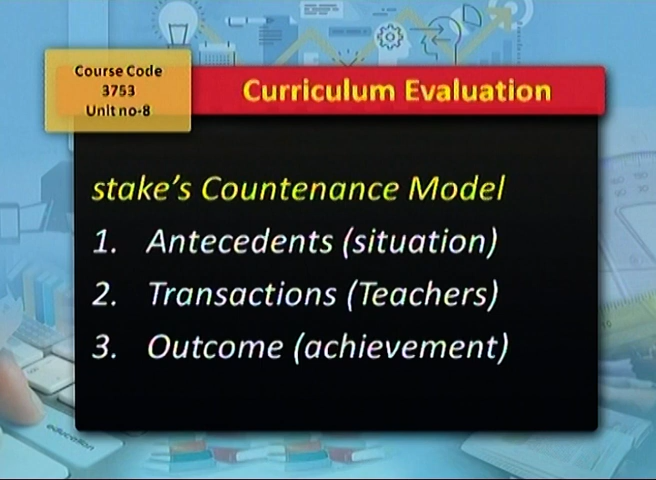 Course Code
3753
Unit no-8
Curriculum Evaluation
stake's Countenance Model
1. Antecedents (situation)
2. Transactions (Teachers)
3. Outcome (achievement)
education